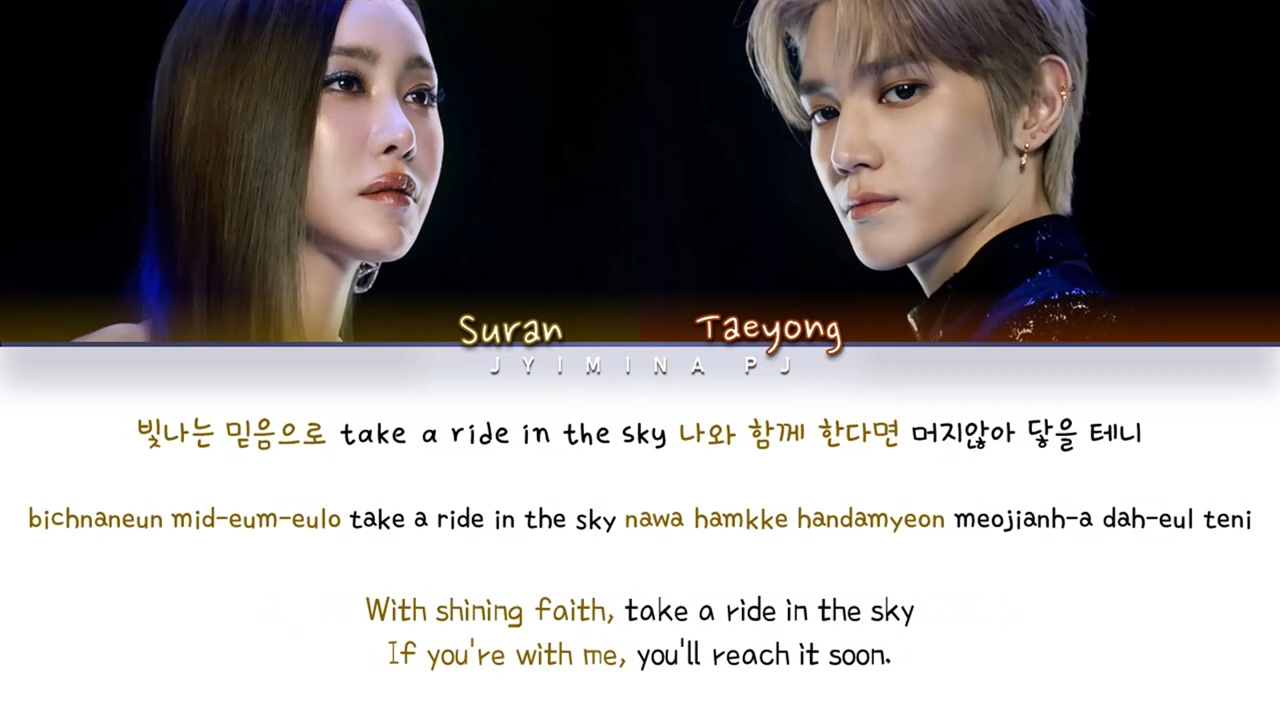 Suran Taeyong
JYIMINA PJ
빛나는 믿음으로 take a ride in the sky 나와 함께 한다면 머지않아 닿을 테니
bichnaneun mid-eum-eulo take a ride in the sky nawa hamkke handamyeon meojianh-a dah-eul teni
With shining faith, take a ride in the sky
If you're with me, you'll reach it soon.